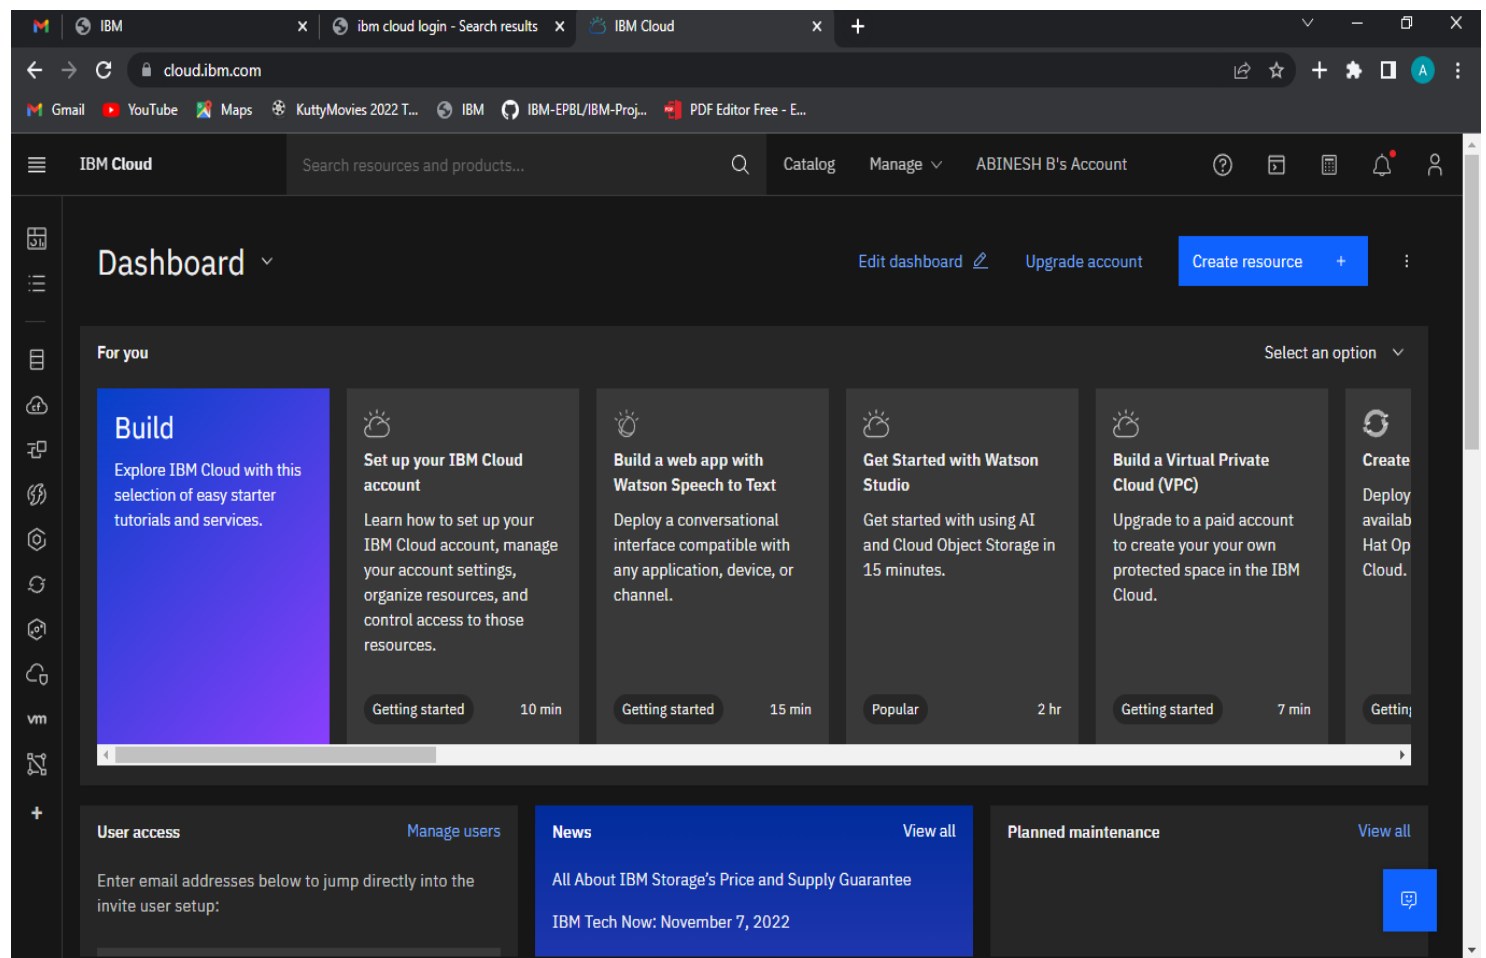 IBM
ibm cloud login - Search results
IBM Cloud
cloud.ibm.com
A
Gmail
YouTube
Maps
KuttyMovies 2022 T...
IBM
IBM-EPBL/IBM-Proj...
PDF Editor Free - E...
IBM Cloud
Search resources and products...
Catalog
Manage
ABINESH B's Account
Dashboard
Edit dashboard
Upgrade account
Create resource +
For you
Select an option
Build
Explore IBM Cloud with this
selection of easy starter
tutorials and services.
Set up your IBM Cloud
account
Learn how to set up your
IBM Cloud account, manage
your account settings,
organize resources, and
control access to those
resources.
Getting started
10 min
Build a web app with
Watson Speech to Text
Deploy a conversational
interface compatible with
any application, device, or
channel.
Getting started
15 min
Get Started with Watson
Studio
Get started with using AI
and Cloud Object Storage in
15 minutes.
Popular
2 hr
Build a Virtual Private
Cloud (VPC)
Upgrade to a paid account
to create your your own
protected space in the IBM
Cloud.
Getting started
7 min
Create
Deploy
availab
Hat Op
Cloud.
Getting
cf
vm
User access
Manage users
Enter email addresses below to jump directly into the
invite user setup:
News
View all
All About IBM Storage's Price and Supply Guarantee
IBM Tech Now: November 7, 2022
Planned maintenance
View all